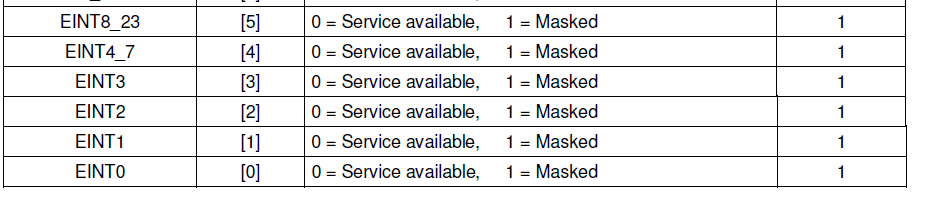 EINT8_23 [5] 0 = Service available, 1 = Masked 1
EINT4_7 [4] 0 = Service available, 1 = Masked 1
EINT3 [3] 0 = Service available, 1 = Masked 1
EINT2 [2] 0 = Service available, 1 = Masked 1
EINT1 [1] 0 = Service available, 1 = Masked 1
EINT0 [0] 0 = Service available, 1 = Masked 1